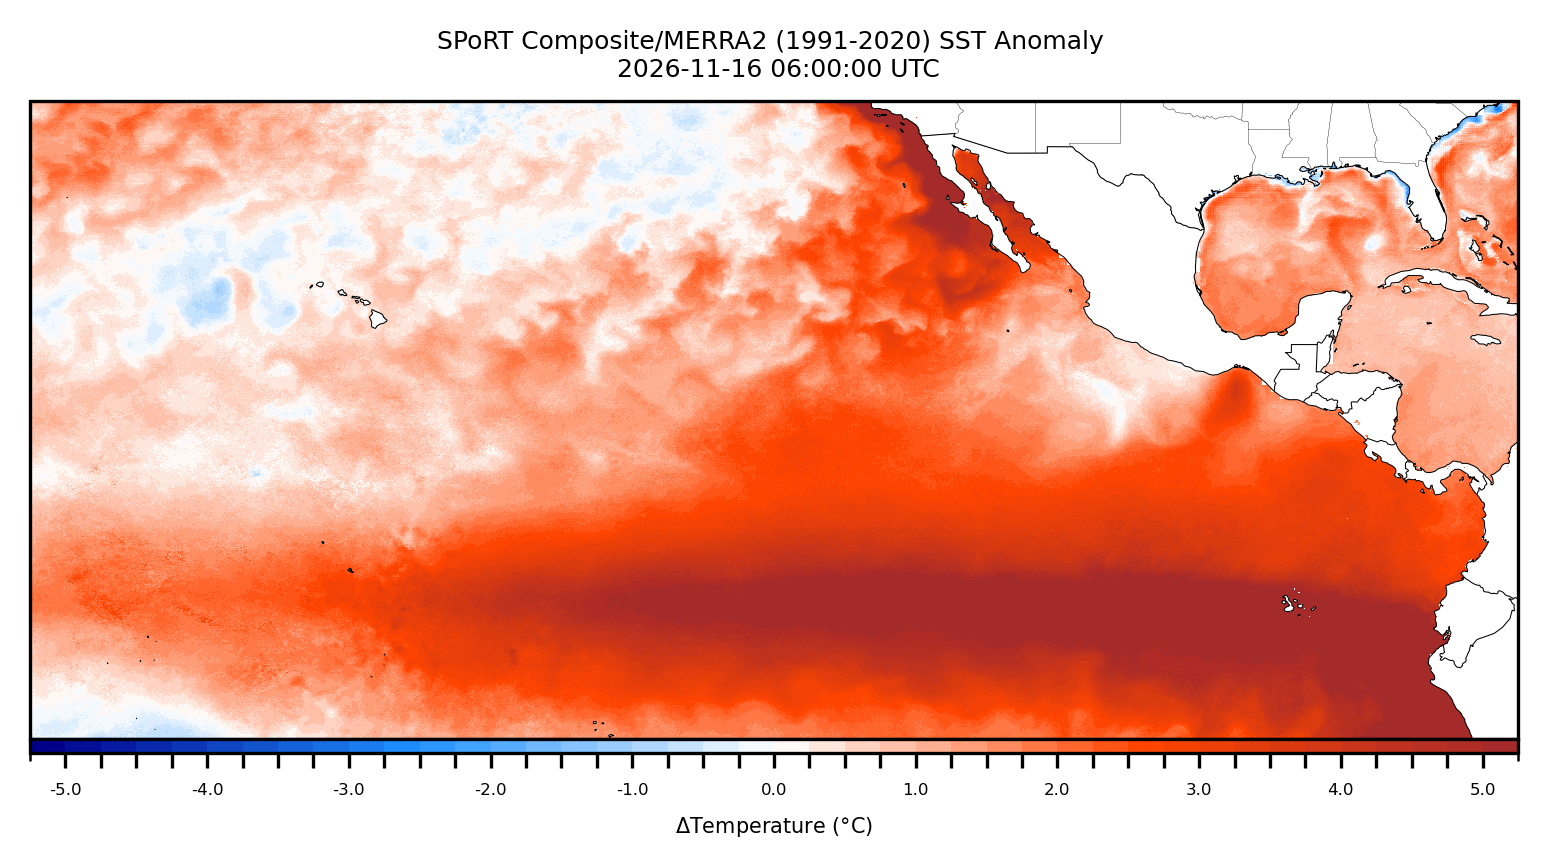 SPoRT Composite/MERRA2 (1991-2020) SST Anomaly
2026-11-16 06:00:00 UTC
-5.0 -4.0 -3.0 -2.0 -1.0 0.0 1.0 2.0 3.0 4.0 5.0
ΔTemperature (°C)